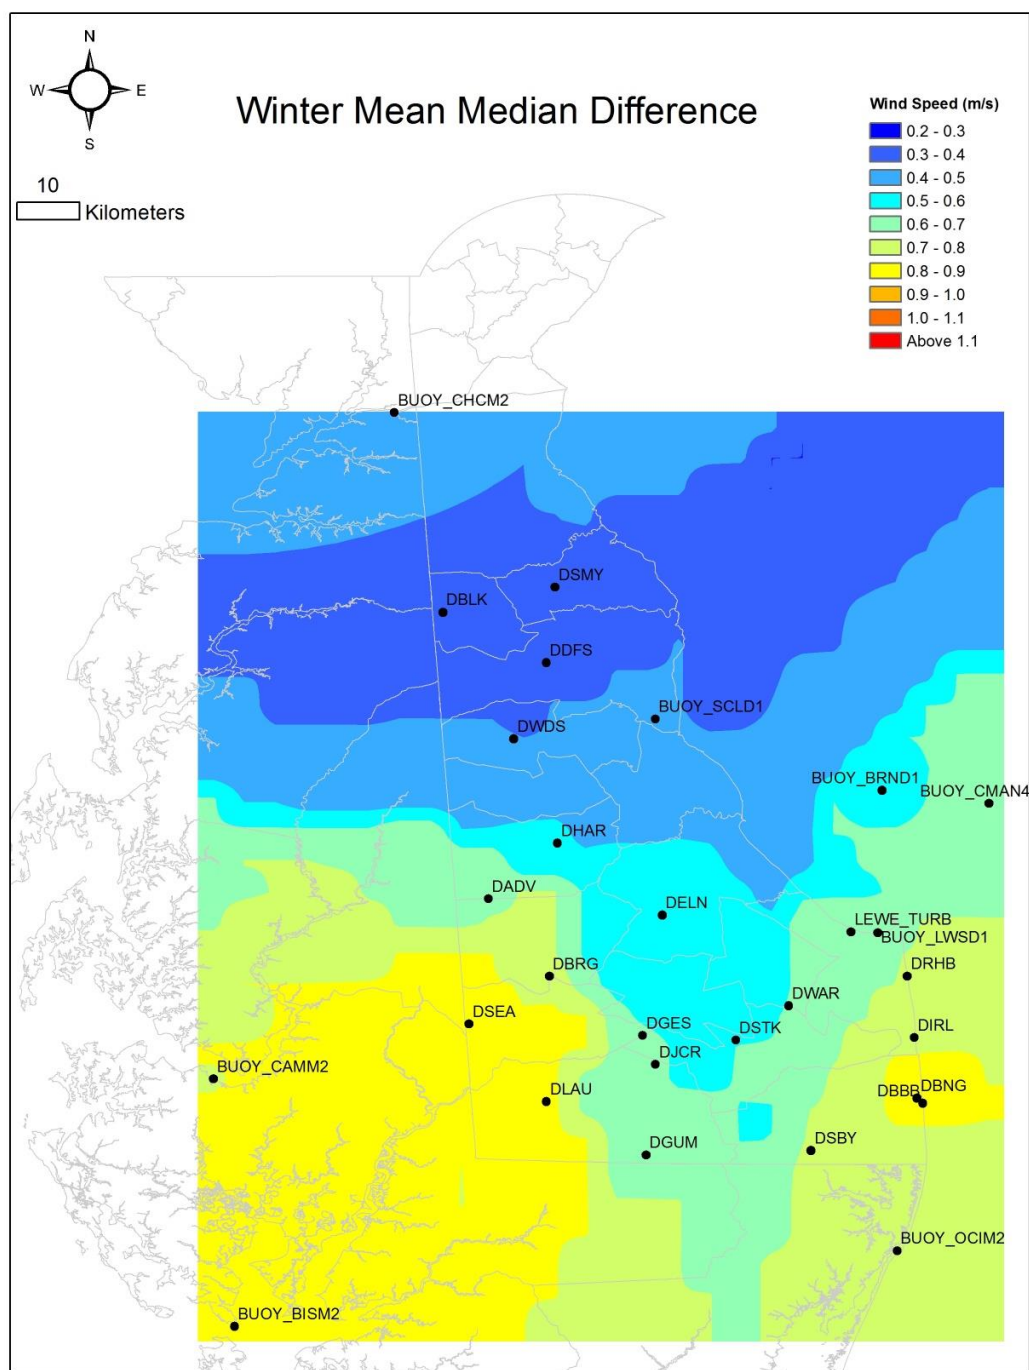 N
W E
S
Winter Mean Median Difference
10
Kilometers
Wind Speed (m/s)
0.2 - 0.3
0.3 - 0.4
0.4 - 0.5
0.5 - 0.6
0.6 - 0.7
0.7 - 0.8
0.8 - 0.9
0.9 - 1.0
1.0 - 1.1
Above 1.1
BUOY_CHCM2
DSMY
DBLK
DDFS
BUOY_SCLD1
DWDS
BUOY_BRND1
BUOY_CMAN4
DHAR
DADV
DELN
LEWE_TURB
BUOY_LWSD1
DBRG
DRHB
DWAR
DSEA
DGES
DSTK
DIRL
DJCR
BUOY_CAMM2
DLAU
DBBB
DBNG
DGUM
DSBY
BUOY_OCIM2
BUOY_BISM2